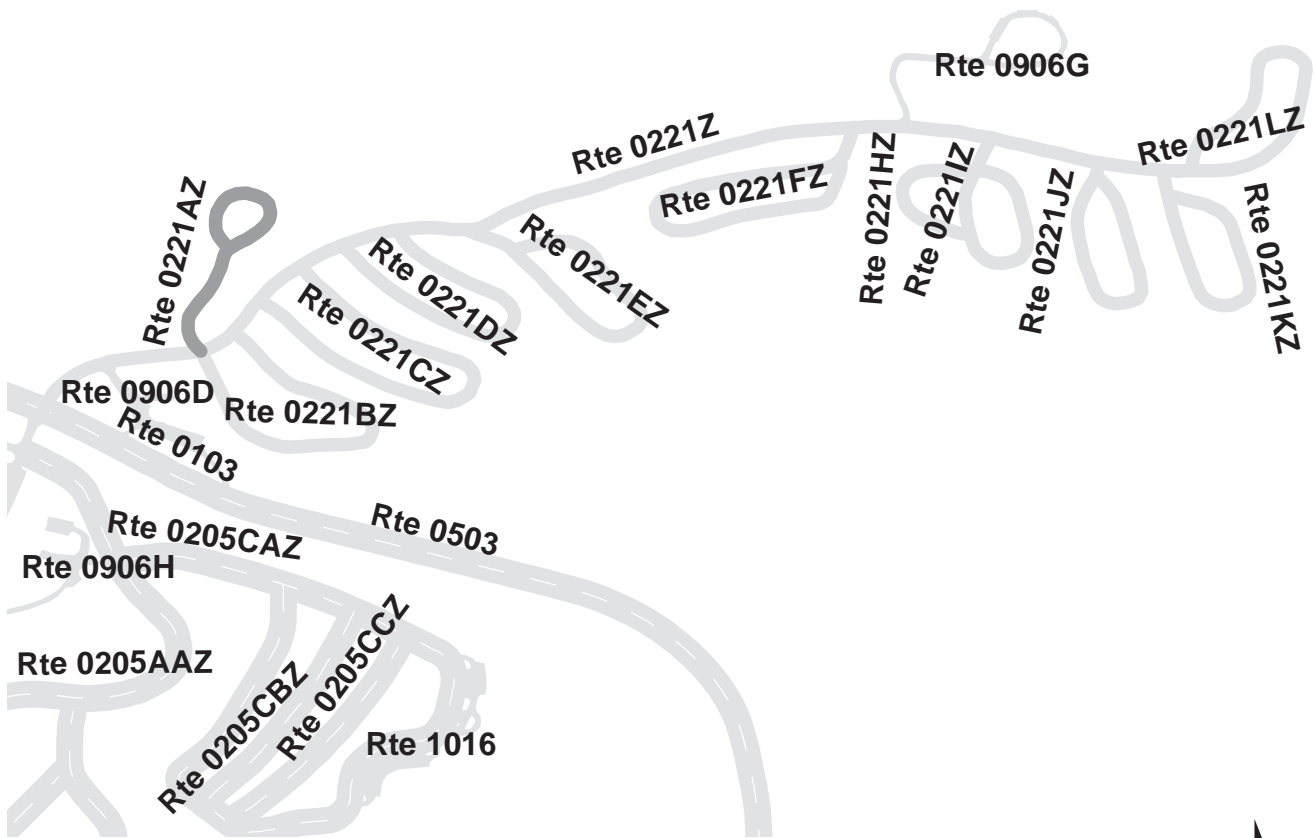 Rte 0906G
Rte 0221Z
Rte 0221LZ
Rte 0221FZ
Rte 0221HZ
Rte 0221IZ
Rte 0221JZ
Rte 0221KZ
Rte 0221AZ
Rte 0221EZ
Rte 0221DZ
Rte 0221CZ
Rte 0906D
Rte 0221BZ
Rte 0103
Rte 0503
Rte 0205CAZ
Rte 0906H
Rte 0205AAZ
Rte 0205CBZ
Rte 0205CCZ
Rte 1016